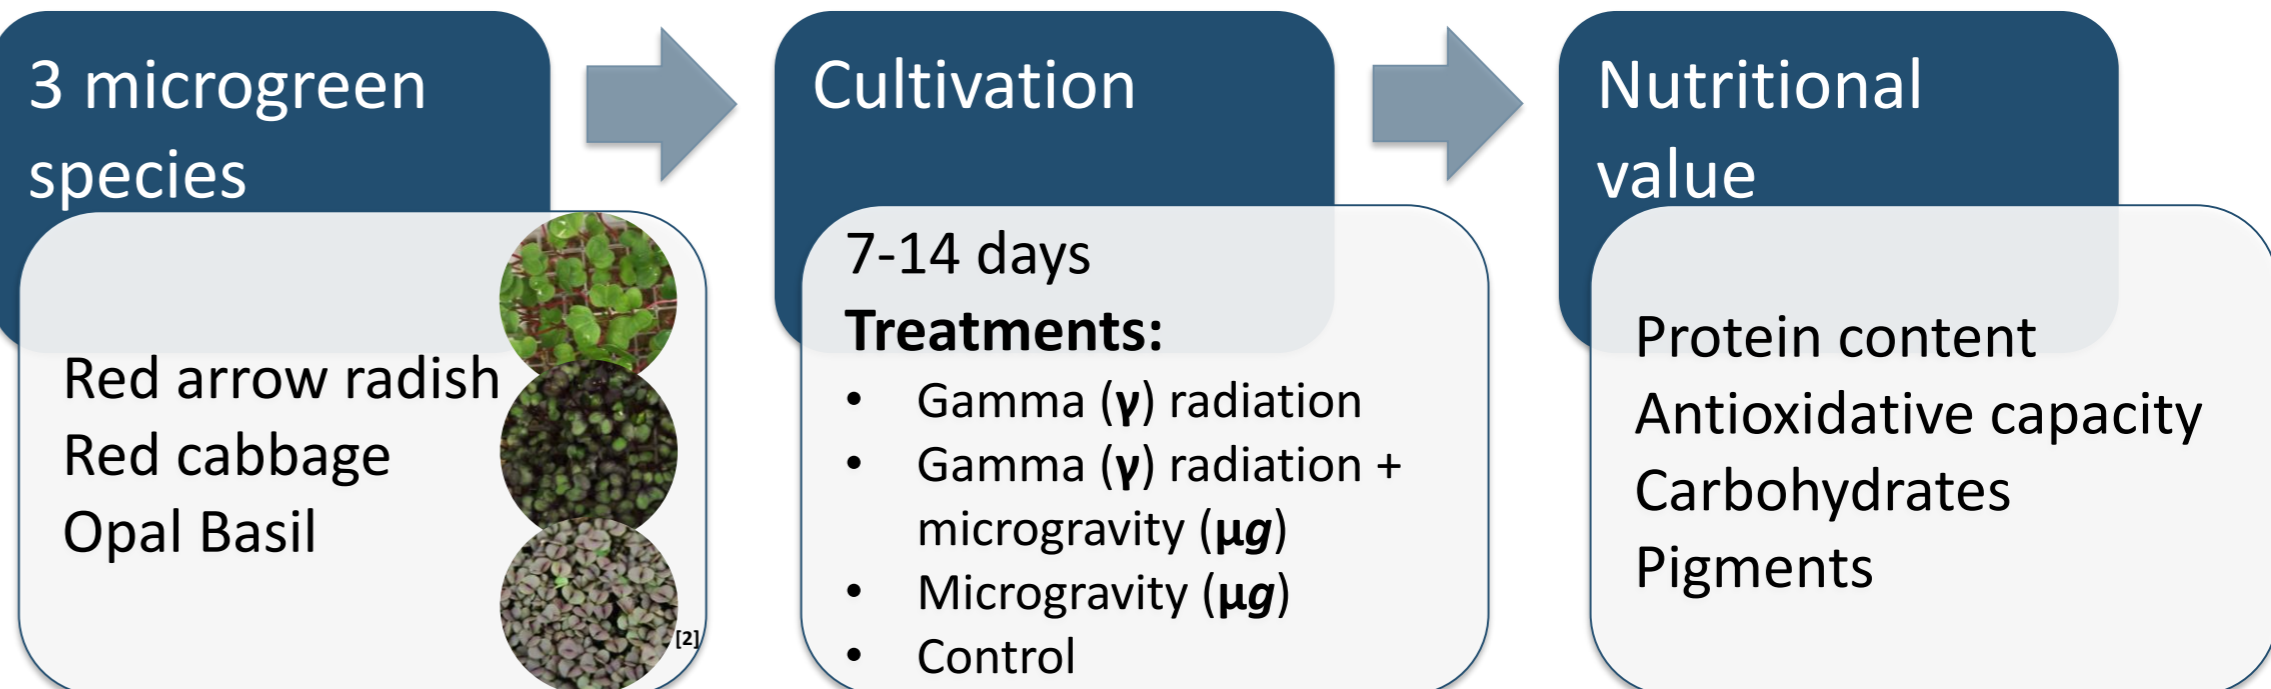 3 microgreen
species
Red arrow radish
Red cabbage
Opal Basil
[2]
Cultivation
7-14 days
Treatments:
• Gamma (γ) radiation
• Gamma (γ) radiation +
microgravity (μg)
• Microgravity (μg)
• Control
Nutritional
value
Protein content
Antioxidative capacity
Carbohydrates
Pigments